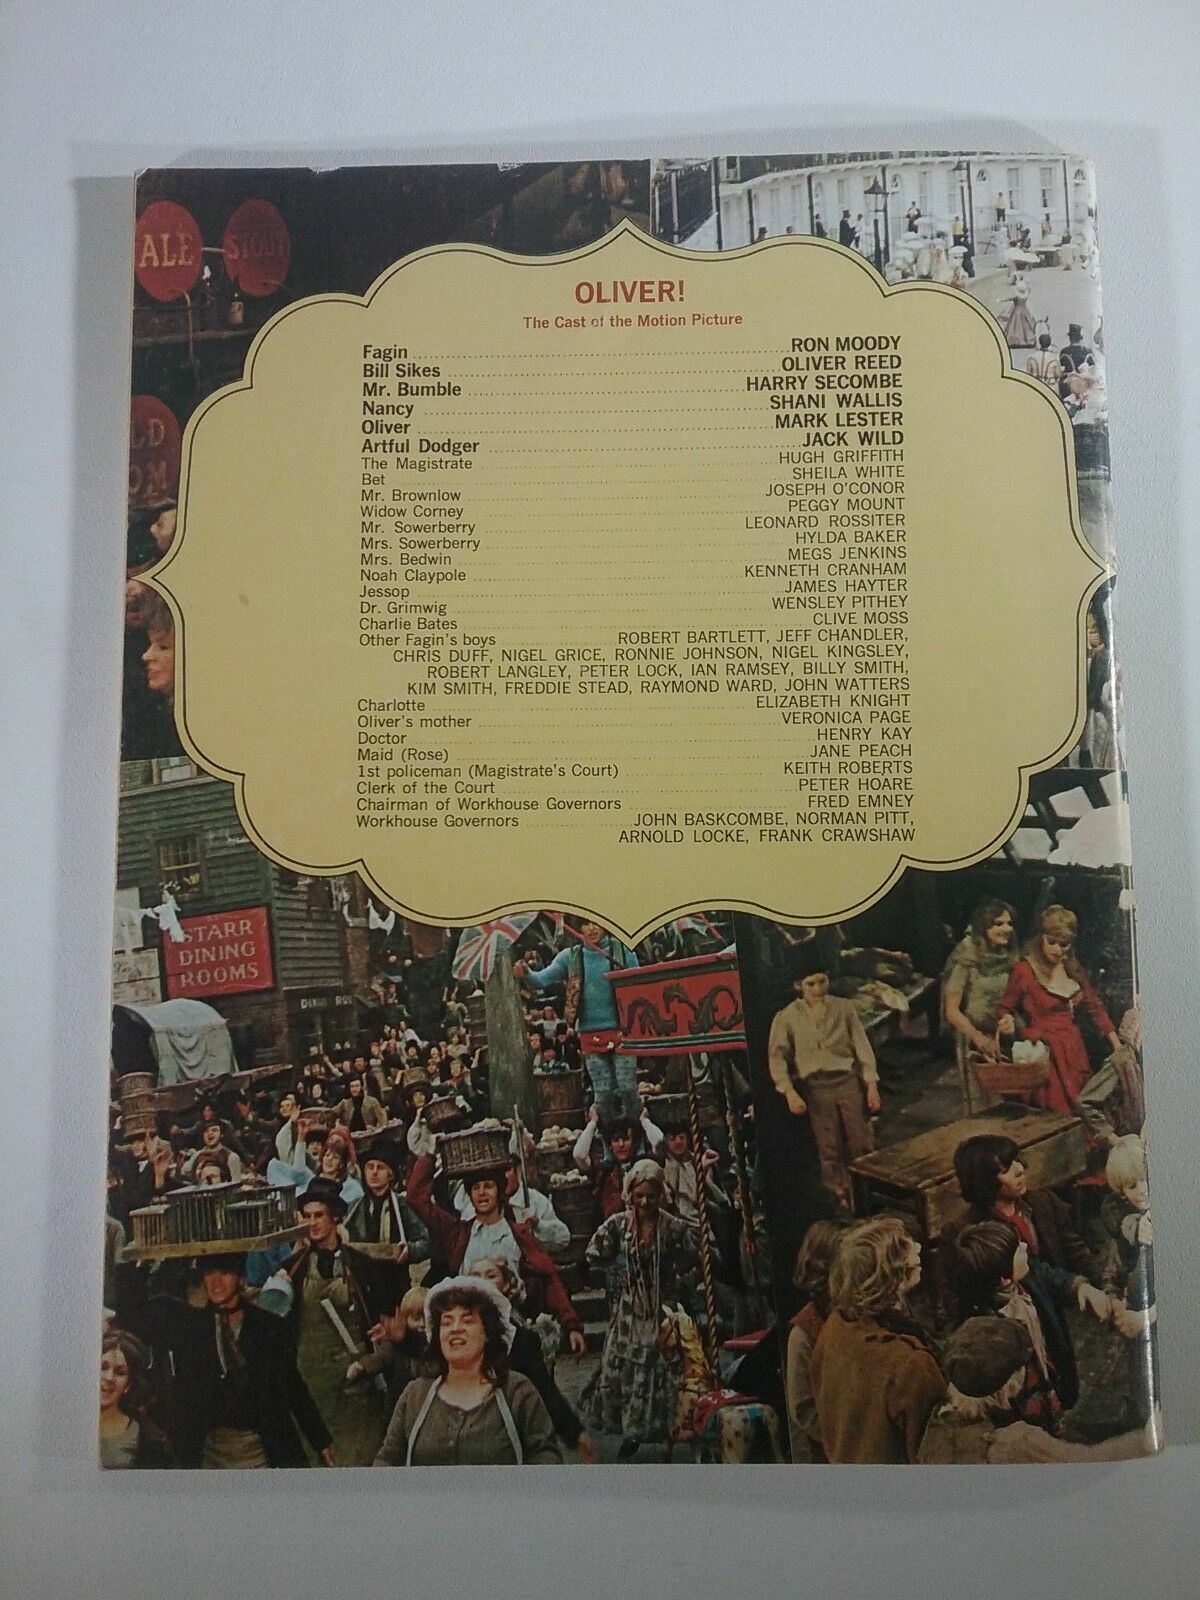 ALE
STOUT
OLIVER!
The Cast of the Motion Picture
Fagin RON MOODY
Bill Sikes OLIVER REED
Mr. Bumble HARRY SECOMBE
Nancy SHANI WALLIS
Oliver MARK LESTER
Artful Dodger JACK WILD
The Magistrate HUGH GRIFFITH
Bet SHEILA WHITE
Mr. Brownlow JOSEPH O'CONOR
Widow Corney PEGGY MOUNT
Mr. Sowerberry LEONARD ROSSITER
Mrs. Sowerberry HYLDA BAKER
Mrs. Bedwin MEGS JENKINS
Noah Claypole KENNETH CRANHAM
Jessop JAMES HAYTER
Dr. Grimwig WENSLEY PITHEY
Charlie Bates CLIVE MOSS
Other Fagin's boys ROBERT BARTLETT, JEFF CHANDLER,
CHRIS DUFF, NIGEL GRICE, RONNIE JOHNSON, NIGEL KINGSLEY,
ROBERT LANGLEY, PETER LOCK, IAN RAMSEY, BILLY SMITH,
KIM SMITH, FREDDIE STEAD, RAYMOND WARD, JOHN WATTERS
Charlotte ELIZABETH KNIGHT
Oliver's mother VERONICA PAGE
Doctor HENRY KAY
Maid (Rose) JANE PEACH
1st policeman (Magistrate's Court) KEITH ROBERTS
Clerk of the Court PETER HOARE
Chairman of Workhouse Governors FRED EMNEY
Workhouse Governors JOHN BASKCOMBE, NORMAN PITT,
ARNOLD LOCKE, FRANK CRAWSHAW
STARR
DINING
ROOMS